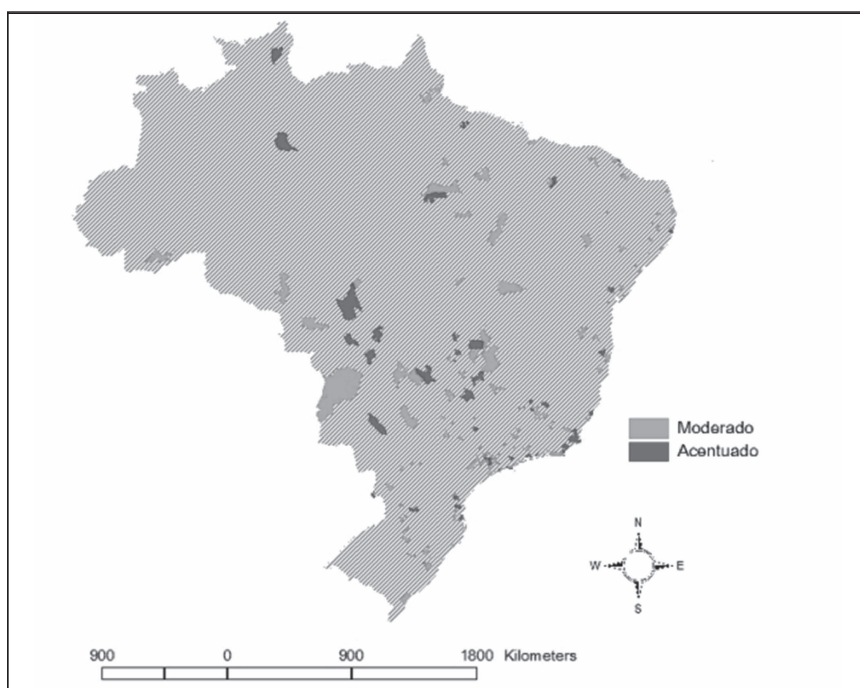 Moderado
Acentuado
N
W E
S
900 0 900 1800 Kilometers